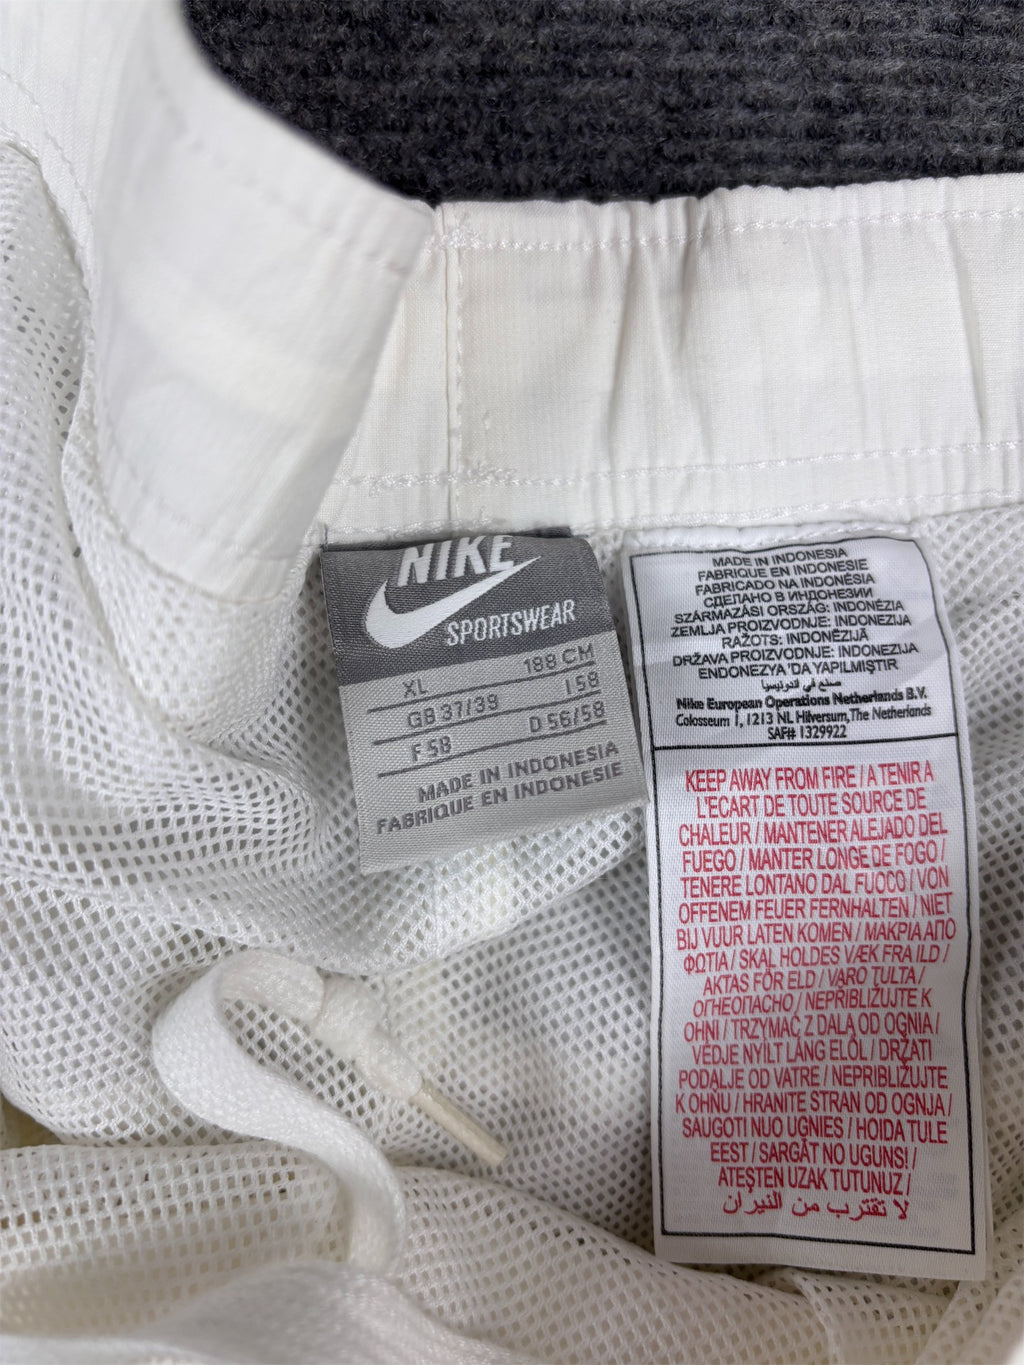 NIKE
SPORTSWEAR
XL 188 CM
GB 37/39 I 58
F 58 D 56/58
MADE IN INDONESIA
FABRIQUE EN INDONESIE
MADE IN INDONESIA
FABRIQUE EN INDONESIE
FABRICADO NA INDONÉSIA
СДЕЛАНО В ИНДОНЕЗИИ
SZÁRMAZÁSI ORSZÁG: INDONÉZIA
ZEMLJA PROIZVODNJE: INDONEZIJA
RAŽOTS: INDONĒZIJĀ
DRŽAVA PROIZVODNJE: INDONEZIJA
ENDONEZYA 'DA YAPILMIŞTIR
صنع في اندونيسيا
Nike European Operations Netherlands B.V.
Colosseum 1, 1213 NL Hilversum, The Netherlands
SAF# 1329922
KEEP AWAY FROM FIRE / A TENIR A
L'ECART DE TOUTE SOURCE DE
CHALEUR / MANTENER ALEJADO DEL
FUEGO / MANTER LONGE DE FOGO /
TENERE LONTANO DAL FUOCO / VON
OFFENEM FEUER FERNHALTEN / NIET
BIJ VUUR LATEN KOMEN / ΜΑΚΡΙΑ ΑΠΟ
ΦΩΤΙΑ / SKAL HOLDES VÆK FRA ILD /
AKTAS FÖR ELD / VARO TULTA /
ОГНЕОПАСНО / NEPŘIBLIŽUJTE K
OHNI / TRZYMAĆ Z DALĄ OD OGNIA /
VÉDJE NYÍLT LÁNG ELŐL / DRŽATI
PODALJE OD VATRE / NEPRIBLIŽUJTE
K OHŇU / HRANITE STRAN OD OGNJA /
SAUGOTI NUO UGNIES / HOIDA TULE
EEST / SARGĀT NO UGUNS! /
ATEŞTEN UZAK TUTUNUZ /
لا تقترب من النيران